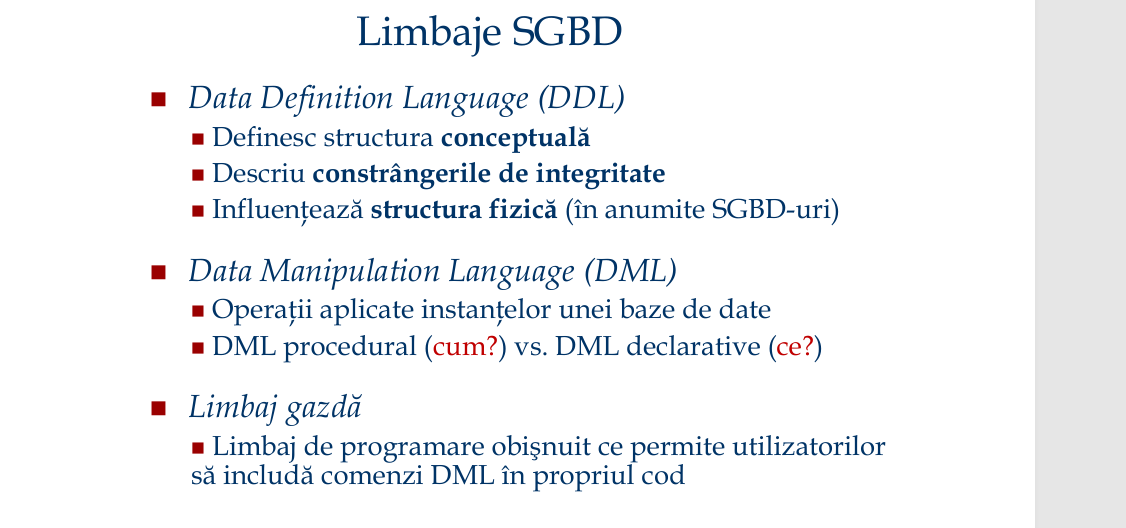 Limbaje SGBD
■ Data Definition Language (DDL)
■ Definesc structura conceptuală
■ Descriu constrângerile de integritate
■ Influențează structura fizică (în anumite SGBD-uri)
■ Data Manipulation Language (DML)
■ Operații aplicate instanțelor unei baze de date
■ DML procedural (cum?) vs. DML declarative (ce?)
■ Limbaj gazdă
■ Limbaj de programare obişnuit ce permite utilizatorilor
să includă comenzi DML în propriul cod